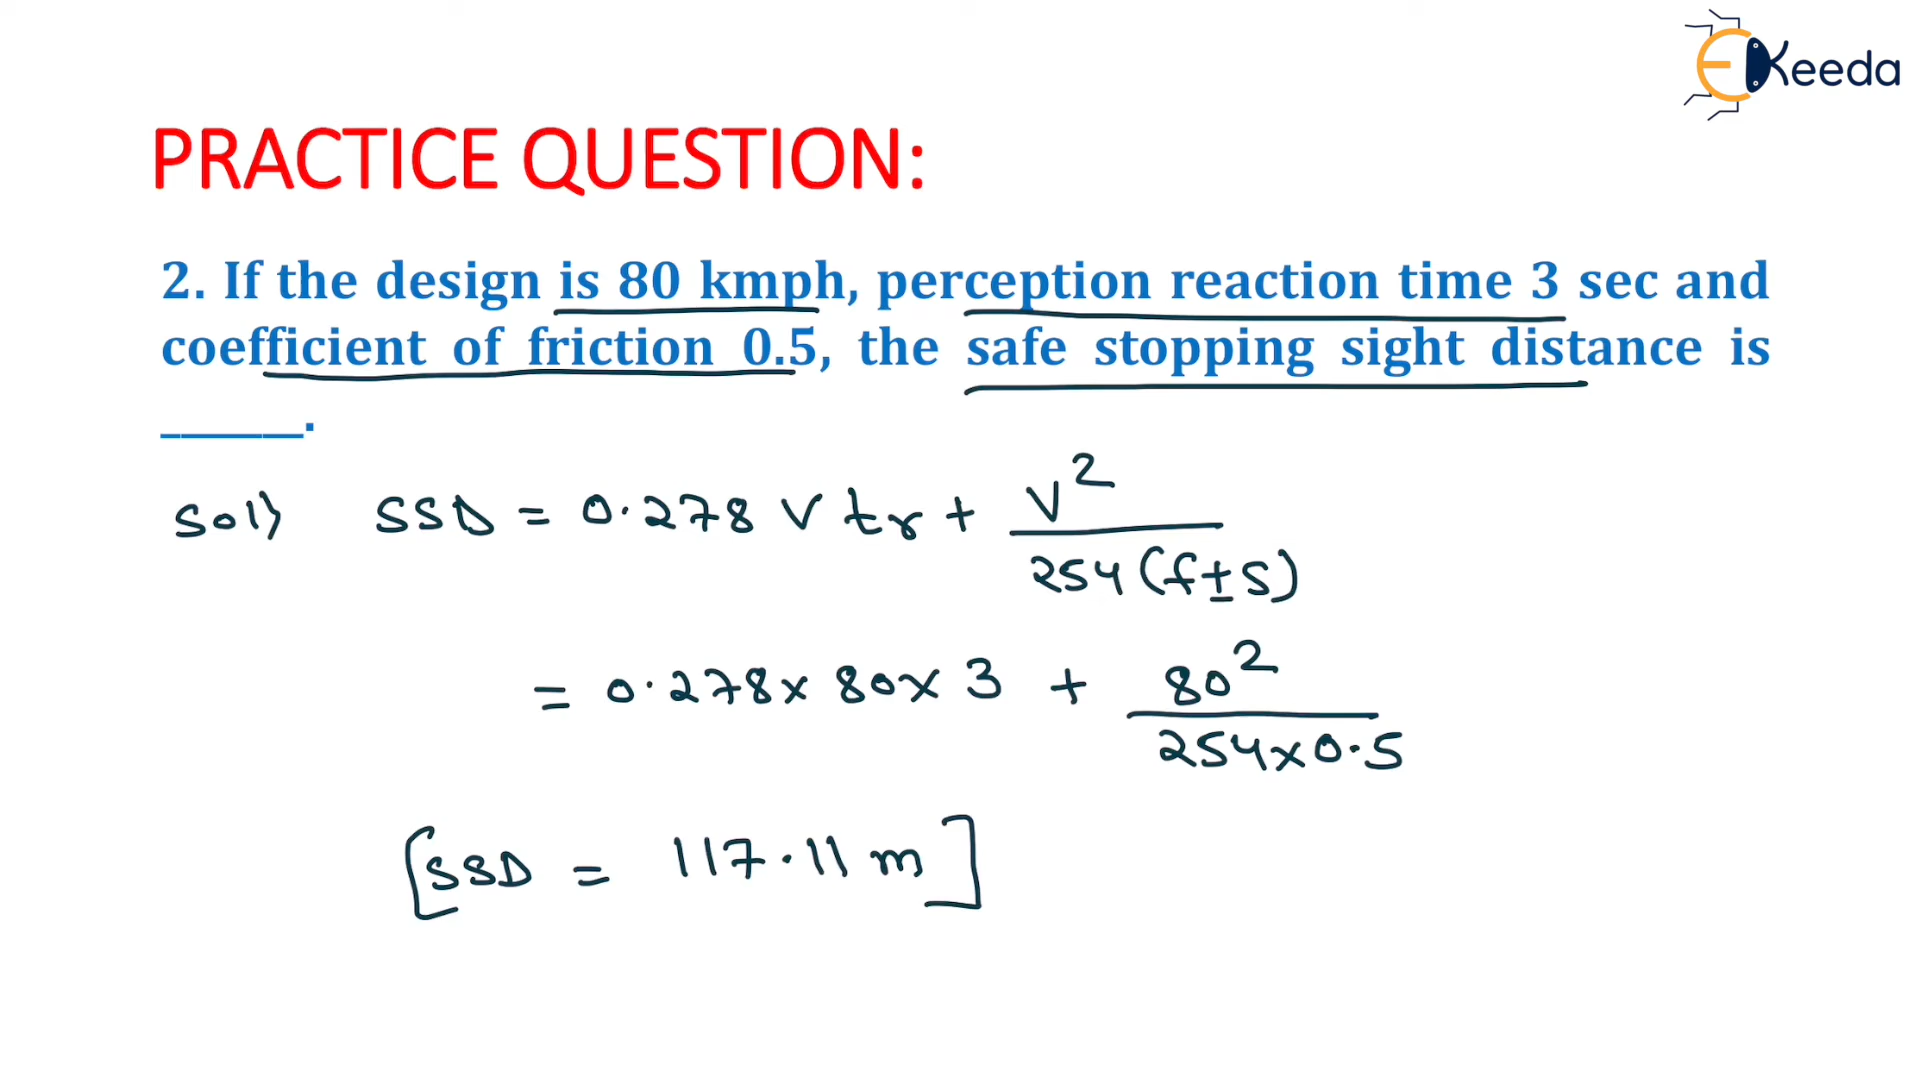 EKeeda
PRACTICE QUESTION:
2. If the design is 80 kmph, perception reaction time 3 sec and
coefficient of friction 0.5, the safe stopping sight distance is
______.
Sol) SSD = 0.278 V tr + V²/254(f±S)
= 0.278 x 80 x 3 + 80²/254x0.5
[SSD = 117.11 m]